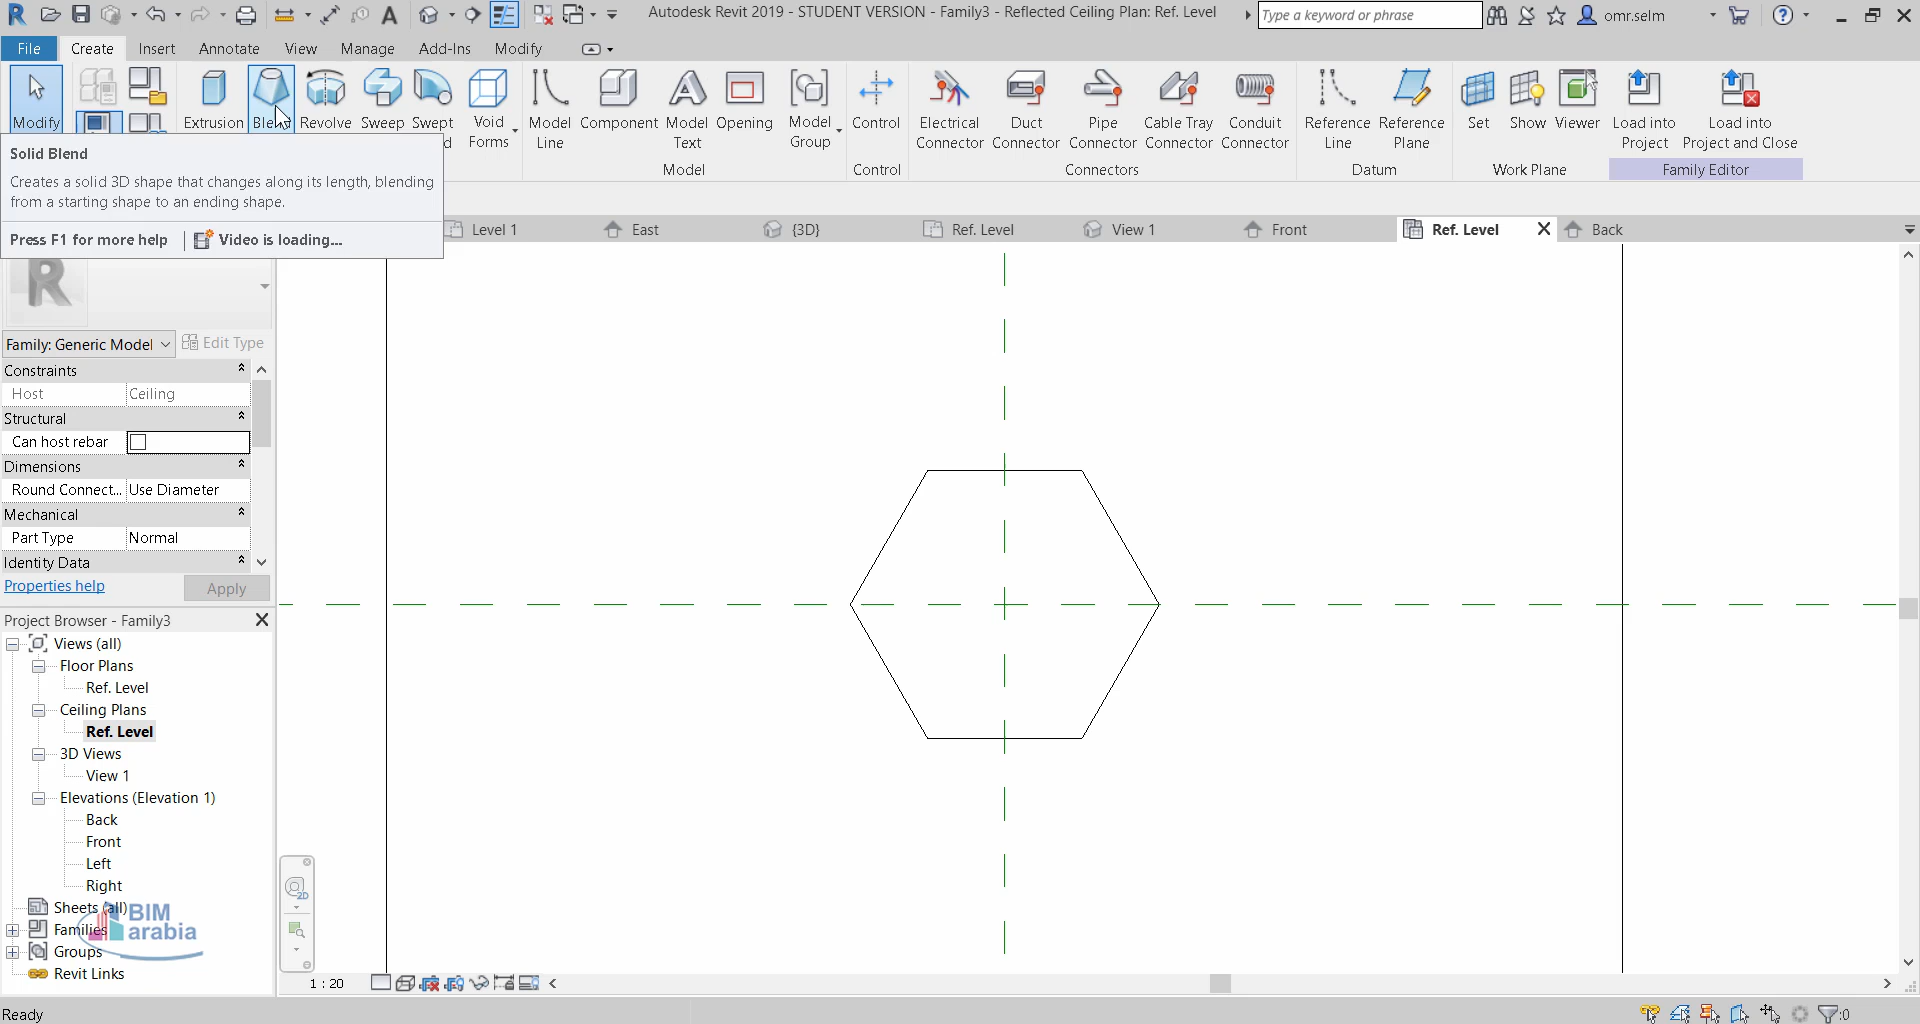 Autodesk Revit 2019 - STUDENT VERSION - Family3 - Reflected Ceiling Plan: Ref. Level
Type a keyword or phrase
omr.selm
File Create Insert Annotate View Manage Add-Ins Modify
Modify
Extrusion
Blend
Revolve
Sweep
Swept
Void
Forms
Model
Line
Component
Model
Text
Opening
Model
Group
Control
Electrical
Connector
Duct
Connector
Pipe
Connector
Cable Tray
Connector
Conduit
Connector
Reference
Line
Reference
Plane
Set
Show
Viewer
Load into
Project
Load into
Project and Close
Model
Control
Connectors
Datum
Work Plane
Family Editor
Solid Blend
Creates a solid 3D shape that changes along its length, blending
from a starting shape to an ending shape.
Press F1 for more help
Video is loading...
Level 1
East
{3D}
Ref. Level
View 1
Front
Ref. Level
Back
R
Family: Generic Model
Edit Type
Constraints
Host Ceiling
Structural
Can host rebar
Dimensions
Round Connect... Use Diameter
Mechanical
Part Type Normal
Identity Data
Properties help
Apply
Project Browser - Family3
Views (all)
Floor Plans
Ref. Level
Ceiling Plans
Ref. Level
3D Views
View 1
Elevations (Elevation 1)
Back
Front
Left
Right
Sheets (all)
Families
Groups
Revit Links
BIM
arabia
2D
1 : 20
Ready
:0